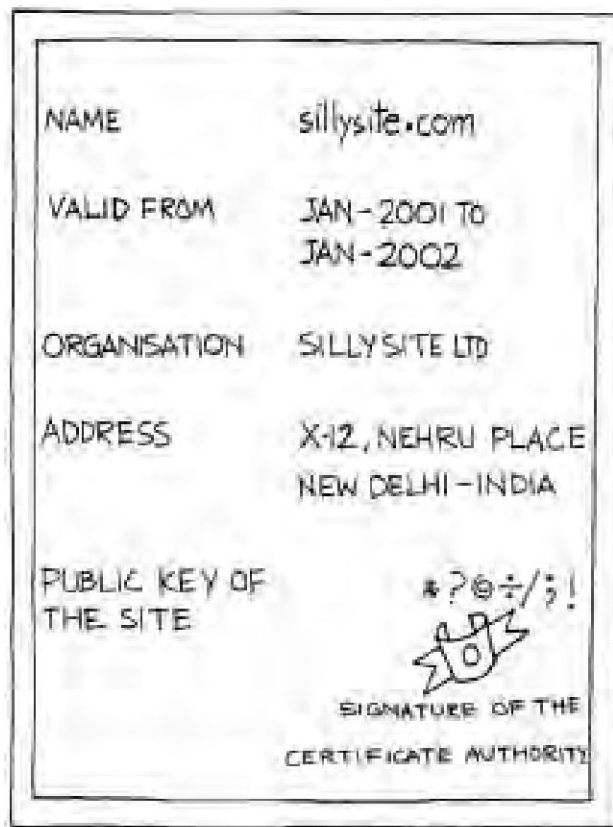 NAME sillysite.com
VALID FROM JAN-2001 TO
JAN-2002
ORGANISATION SILLYSITE LTD
ADDRESS X-12, NEHRU PLACE
NEW DELHI-INDIA
PUBLIC KEY OF *?@÷/;!
THE SITE
SIGNATURE OF THE
CERTIFICATE AUTHORITY